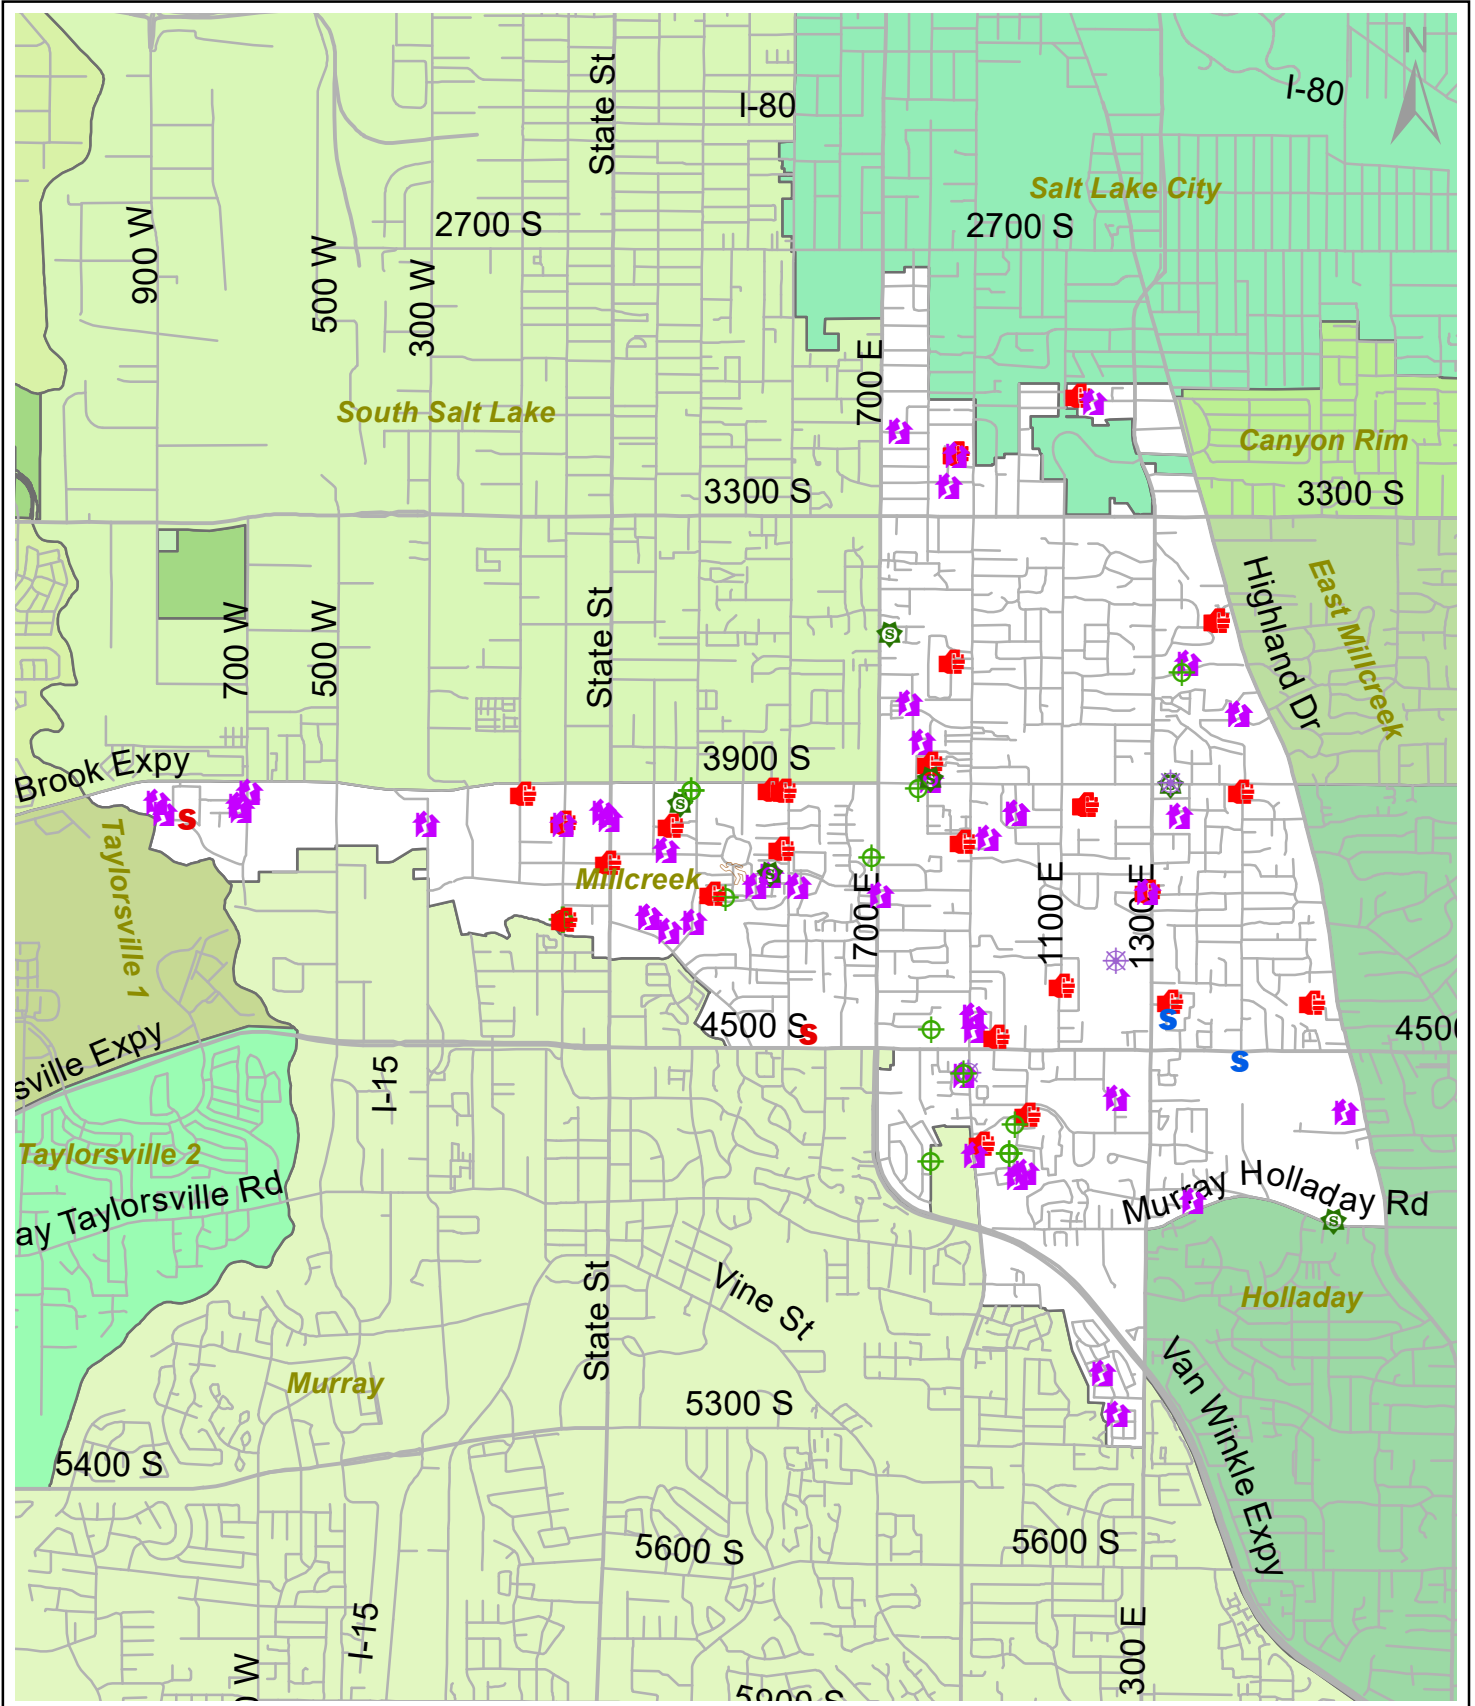 N
State St
I-80
I-80
Salt Lake City
900 W
2700 S
2700 S
500 W
300 W
700 E
South Salt Lake
Canyon Rim
3300 S
3300 S
Highland Dr
East Millcreek
700 W
500 W
State St
3900 S
Brook Expy
S
S
S
S
S
Taylorsville 1
Millcreek
S
700 E
1100 E
1300 E
4500 S
S
S
S
4500
sville Expy
I-15
Taylorsville 2
ay Taylorsville Rd
Murray Holladay Rd
S
State St
Vine St
Holladay
Murray
Van Winkle Expy
5300 S
5400 S
5600 S
5600 S
I-15
300 E
W
5900 S